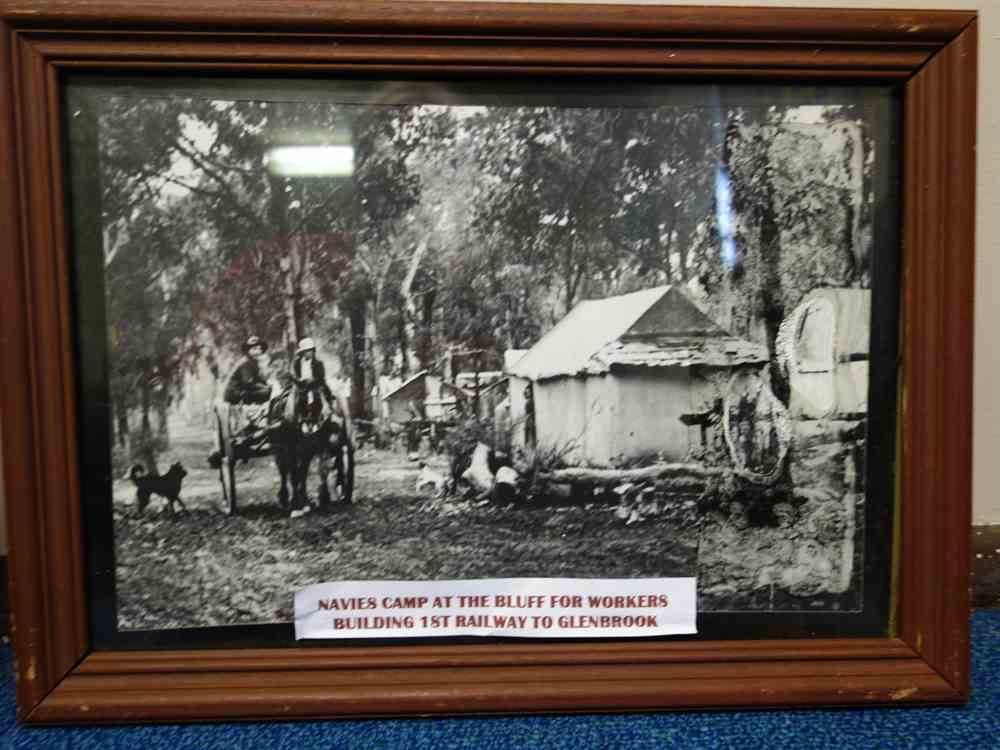 NAVIES CAMP AT THE BLUFF FOR WORKERS
BUILDING 1ST RAILWAY TO GLENBROOK